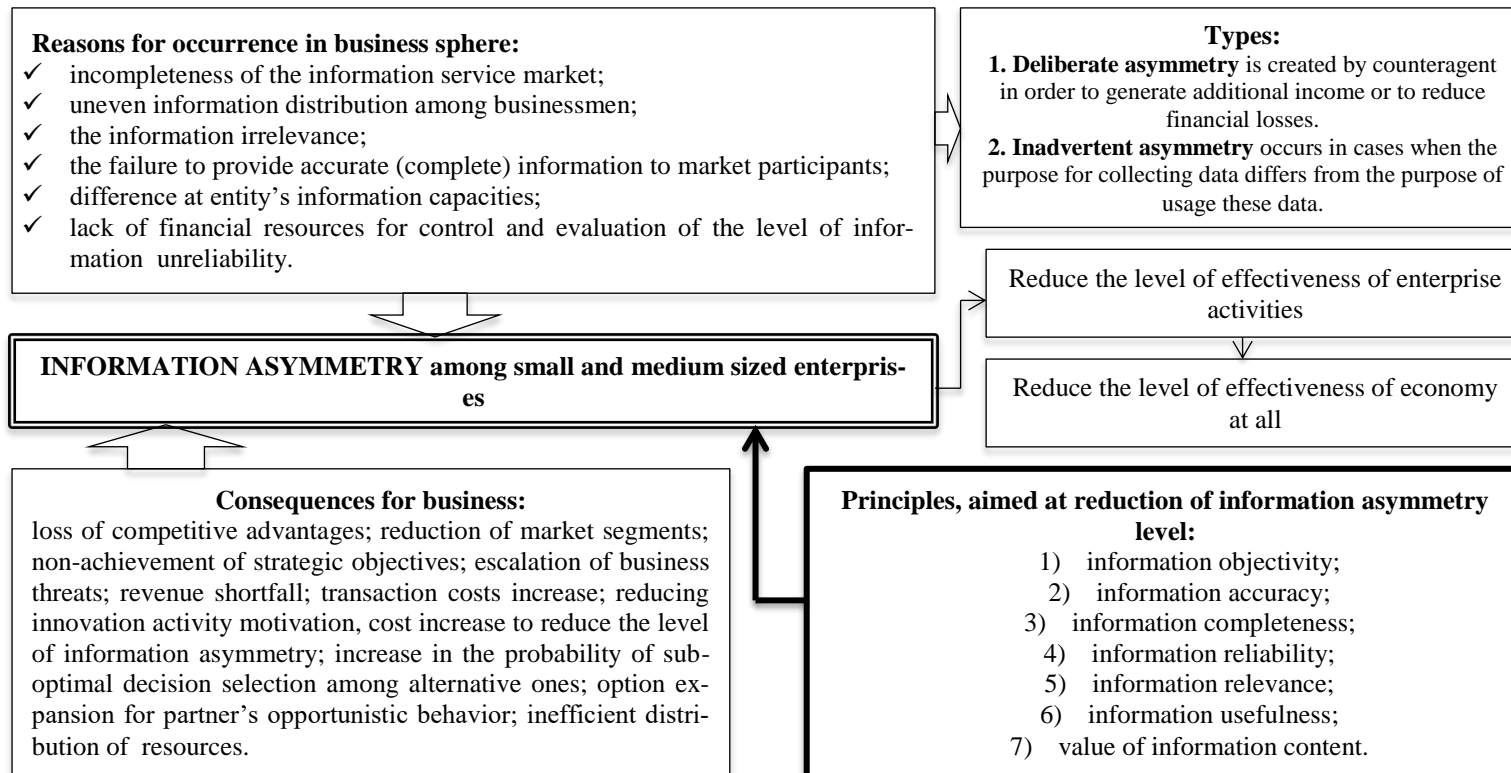 Reasons for occurrence in business sphere:
✓ incompleteness of the information service market;
✓ uneven information distribution among businessmen;
✓ the information irrelevance;
✓ the failure to provide accurate (complete) information to market participants;
✓ difference at entity's information capacities;
✓ lack of financial resources for control and evaluation of the level of infor-
mation unreliability.
Types:
1. Deliberate asymmetry is created by counteragent
in order to generate additional income or to reduce
financial losses.
2. Inadvertent asymmetry occurs in cases when the
purpose for collecting data differs from the purpose of
usage these data.
Reduce the level of effectiveness of enterprise
activities
INFORMATION ASYMMETRY among small and medium sized enterpris-
es
Reduce the level of effectiveness of economy
at all
Consequences for business:
loss of competitive advantages; reduction of market segments;
non-achievement of strategic objectives; escalation of business
threats; revenue shortfall; transaction costs increase; reducing
innovation activity motivation, cost increase to reduce the level
of information asymmetry; increase in the probability of sub-
optimal decision selection among alternative ones; option ex-
pansion for partner's opportunistic behavior; inefficient distri-
bution of resources.
Principles, aimed at reduction of information asymmetry
level:
1) information objectivity;
2) information accuracy;
3) information completeness;
4) information reliability;
5) information relevance;
6) information usefulness;
7) value of information content.